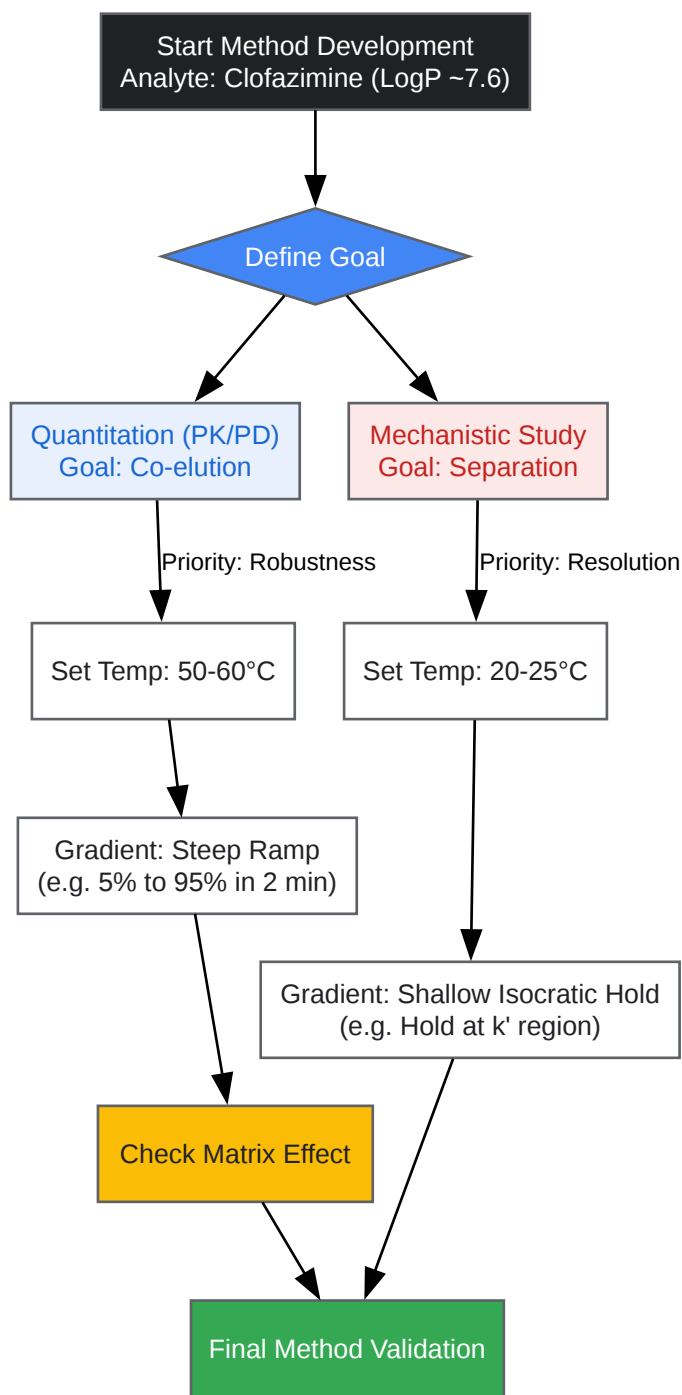 Start Method Development
Analyte: Clofazimine (LogP ~7.6)
Define Goal
Quantitation (PK/PD)
Goal: Co-elution
Mechanistic Study
Goal: Separation
Priority: Robustness
Priority: Resolution
Set Temp: 50-60°C
Set Temp: 20-25°C
Gradient: Steep Ramp
(e.g. 5% to 95% in 2 min)
Gradient: Shallow Isocratic Hold
(e.g. Hold at k' region)
Check Matrix Effect
Final Method Validation